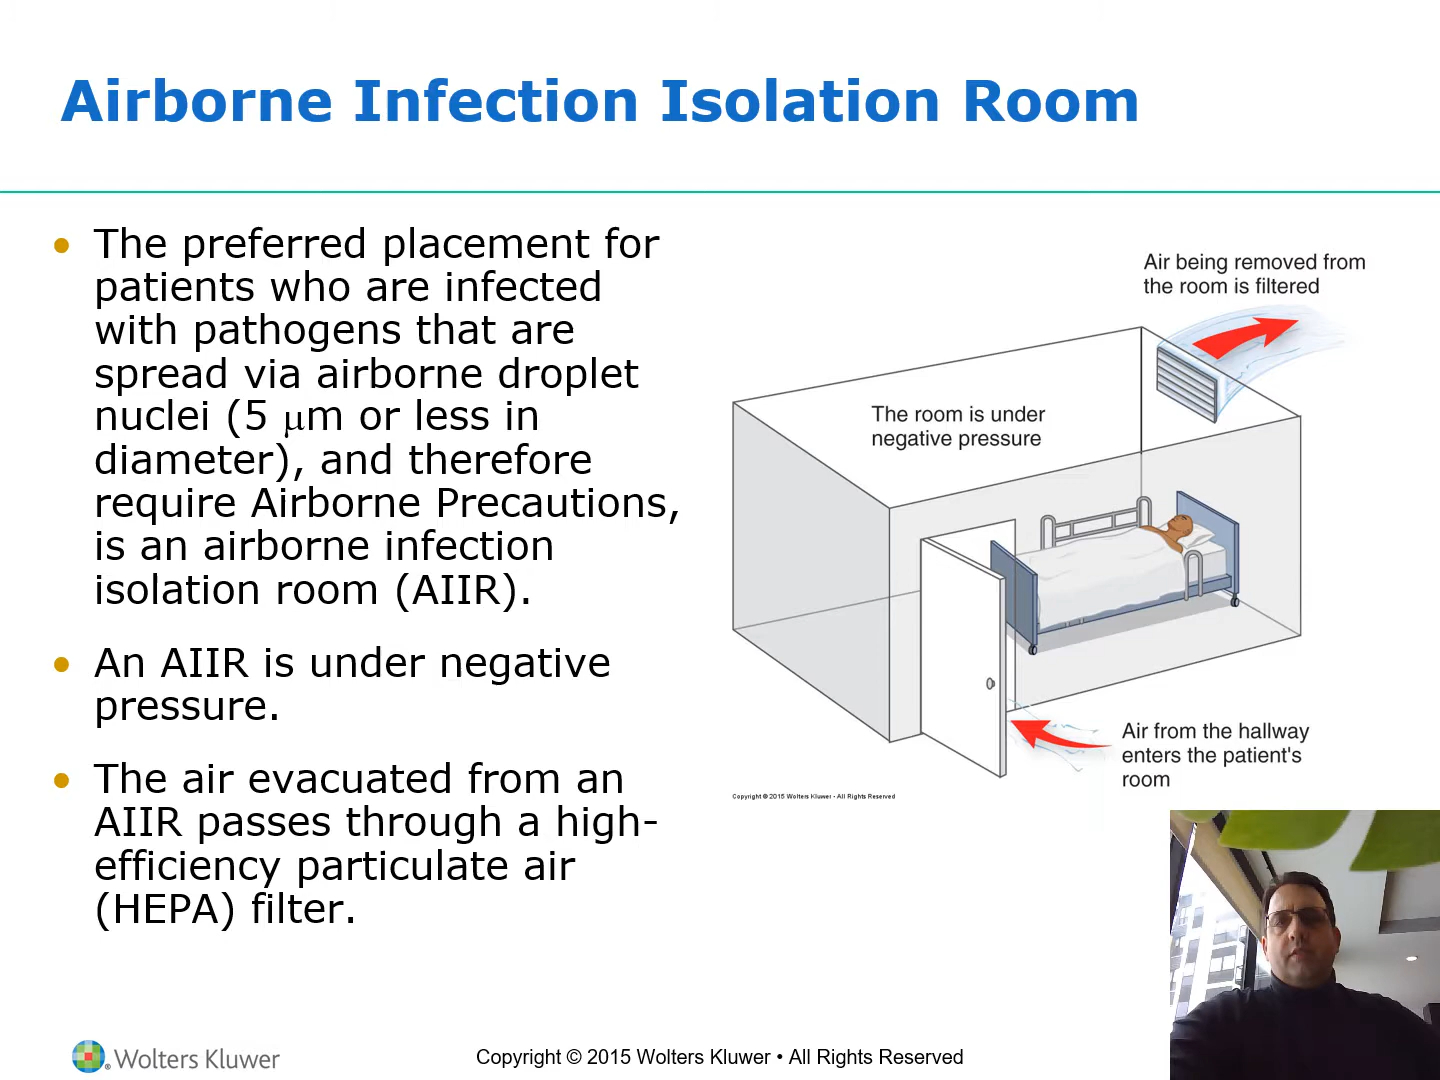 Airborne Infection Isolation Room
• The preferred placement for
patients who are infected
with pathogens that are
spread via airborne droplet
nuclei (5 μm or less in
diameter), and therefore
require Airborne Precautions,
is an airborne infection
isolation room (AIIR).
• An AIIR is under negative
pressure.
• The air evacuated from an
AIIR passes through a high-
efficiency particulate air
(HEPA) filter.
Air being removed from
the room is filtered
The room is under
negative pressure
Air from the hallway
enters the patient's
room
Copyright © 2015 Wolters Kluwer • All Rights Reserved
Wolters Kluwer
Copyright © 2015 Wolters Kluwer • All Rights Reserved